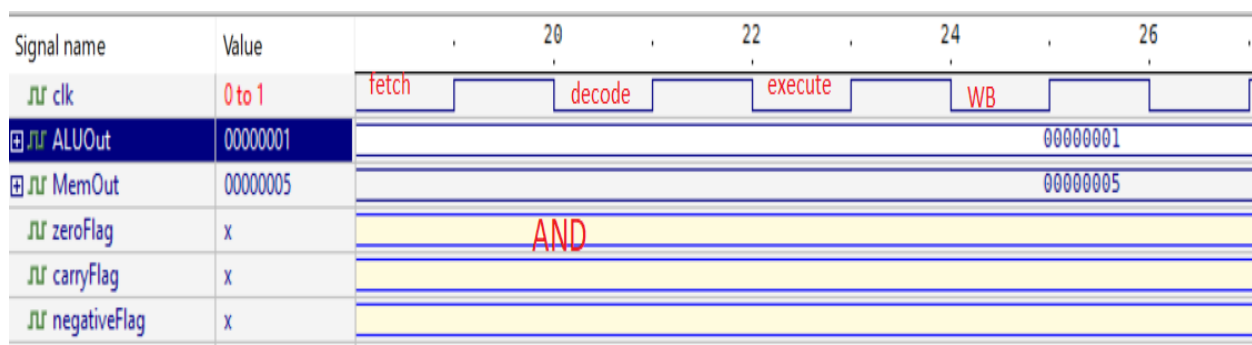 Signal name Value 20 22 24 26
clk 0 to 1 fetch decode execute WB
ALUOut 00000001 00000001
MemOut 00000005 00000005
zeroFlag x AND
carryFlag x
negativeFlag x